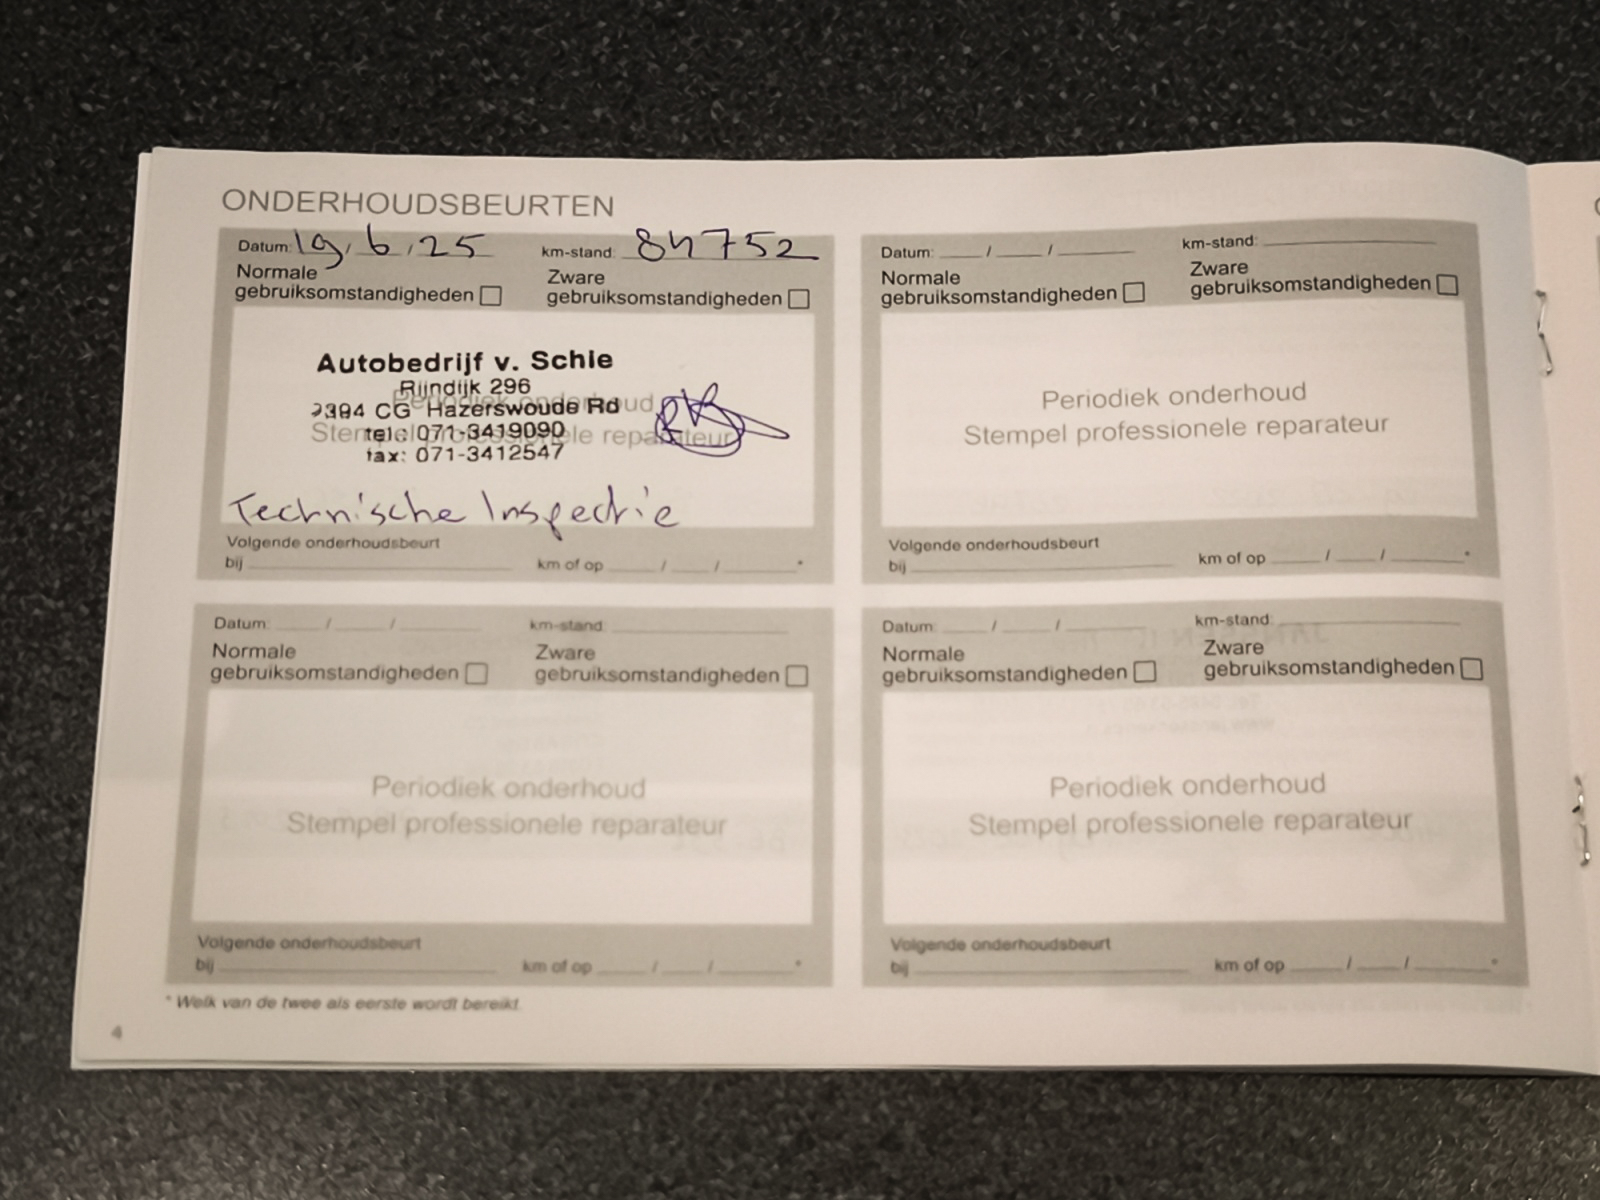 ONDERHOUDSBEURTEN
Datum: 19 / 6 / 25 km-stand: 84752
Normale gebruiksomstandigheden
Zware gebruiksomstandigheden
Autobedrijf v. Schie
Rijndijk 296
2394 CG Hazerswoude Rd
tel.: 071-3419090
fax: 071-3412547
Periodiek onderhoud
Stempel professionele reparateur
Technische Inspectie
Volgende onderhoudsbeurt
bij km of op / / *
Datum: / / km-stand:
Normale gebruiksomstandigheden
Zware gebruiksomstandigheden
Periodiek onderhoud
Stempel professionele reparateur
Volgende onderhoudsbeurt
bij km of op / / *
Datum: / / km-stand:
Normale gebruiksomstandigheden
Zware gebruiksomstandigheden
Periodiek onderhoud
Stempel professionele reparateur
Volgende onderhoudsbeurt
bij km of op / / *
Datum: / / km-stand:
Normale gebruiksomstandigheden
Zware gebruiksomstandigheden
Periodiek onderhoud
Stempel professionele reparateur
Volgende onderhoudsbeurt
bij km of op / / *
* Welk van de twee als eerste wordt bereikt.
4